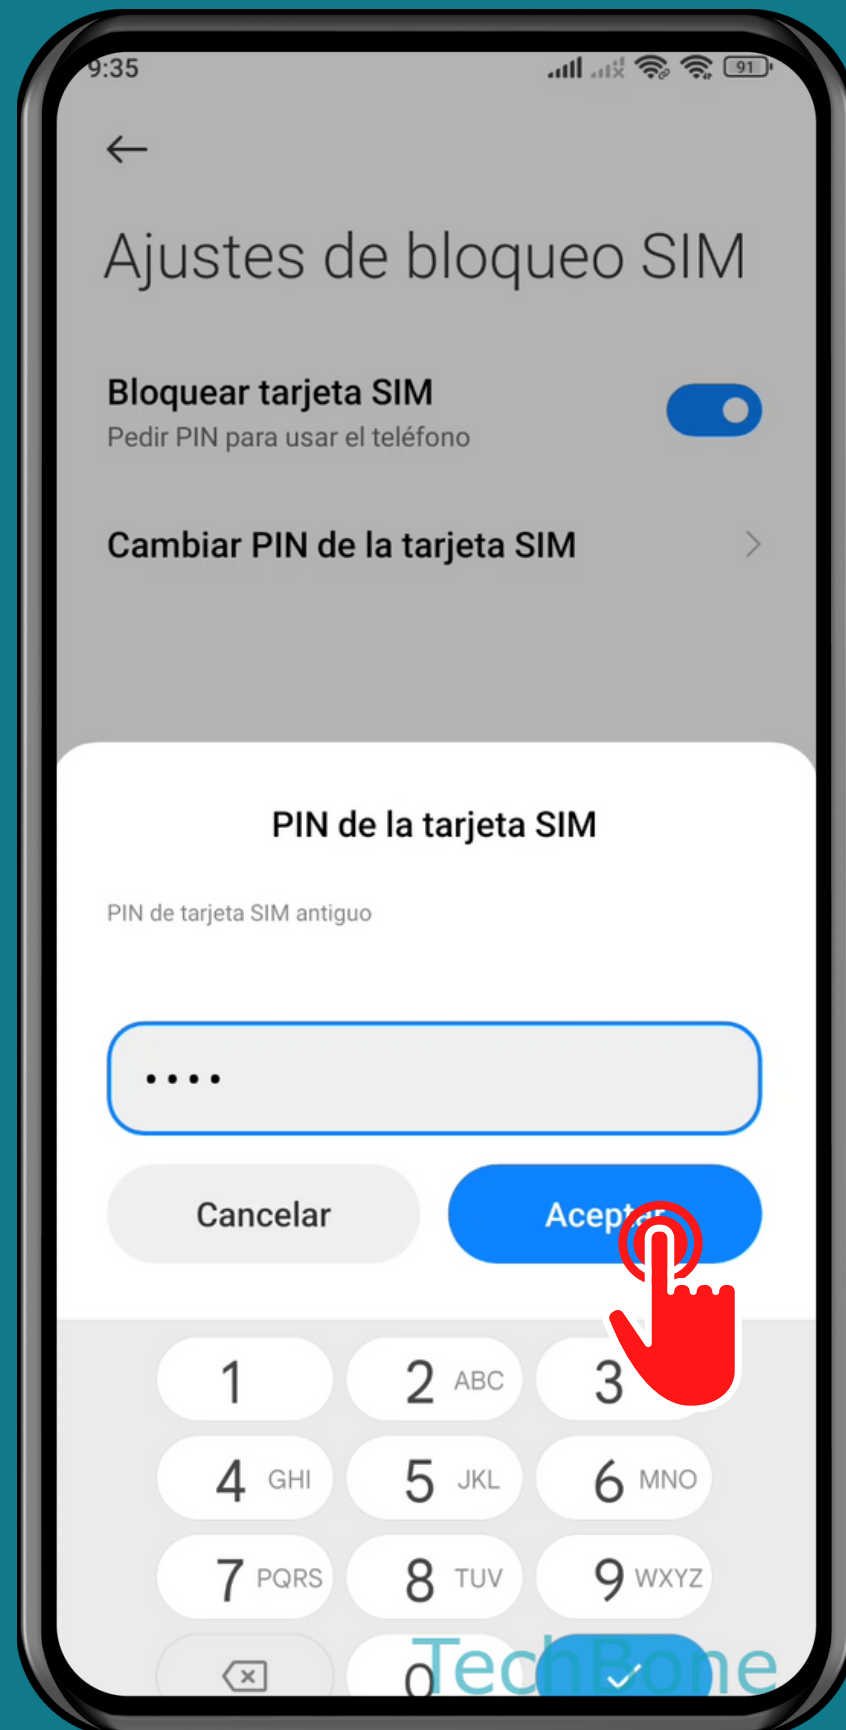 9:35
91
Ajustes de bloqueo SIM
Bloquear tarjeta SIM
Pedir PIN para usar el teléfono
Cambiar PIN de la tarjeta SIM
PIN de la tarjeta SIM
PIN de tarjeta SIM antiguo
••••
Cancelar
Aceptar
1
2 ABC
3
4 GHI
5 JKL
6 MNO
7 PQRS
8 TUV
9 WXYZ
0
TechBone